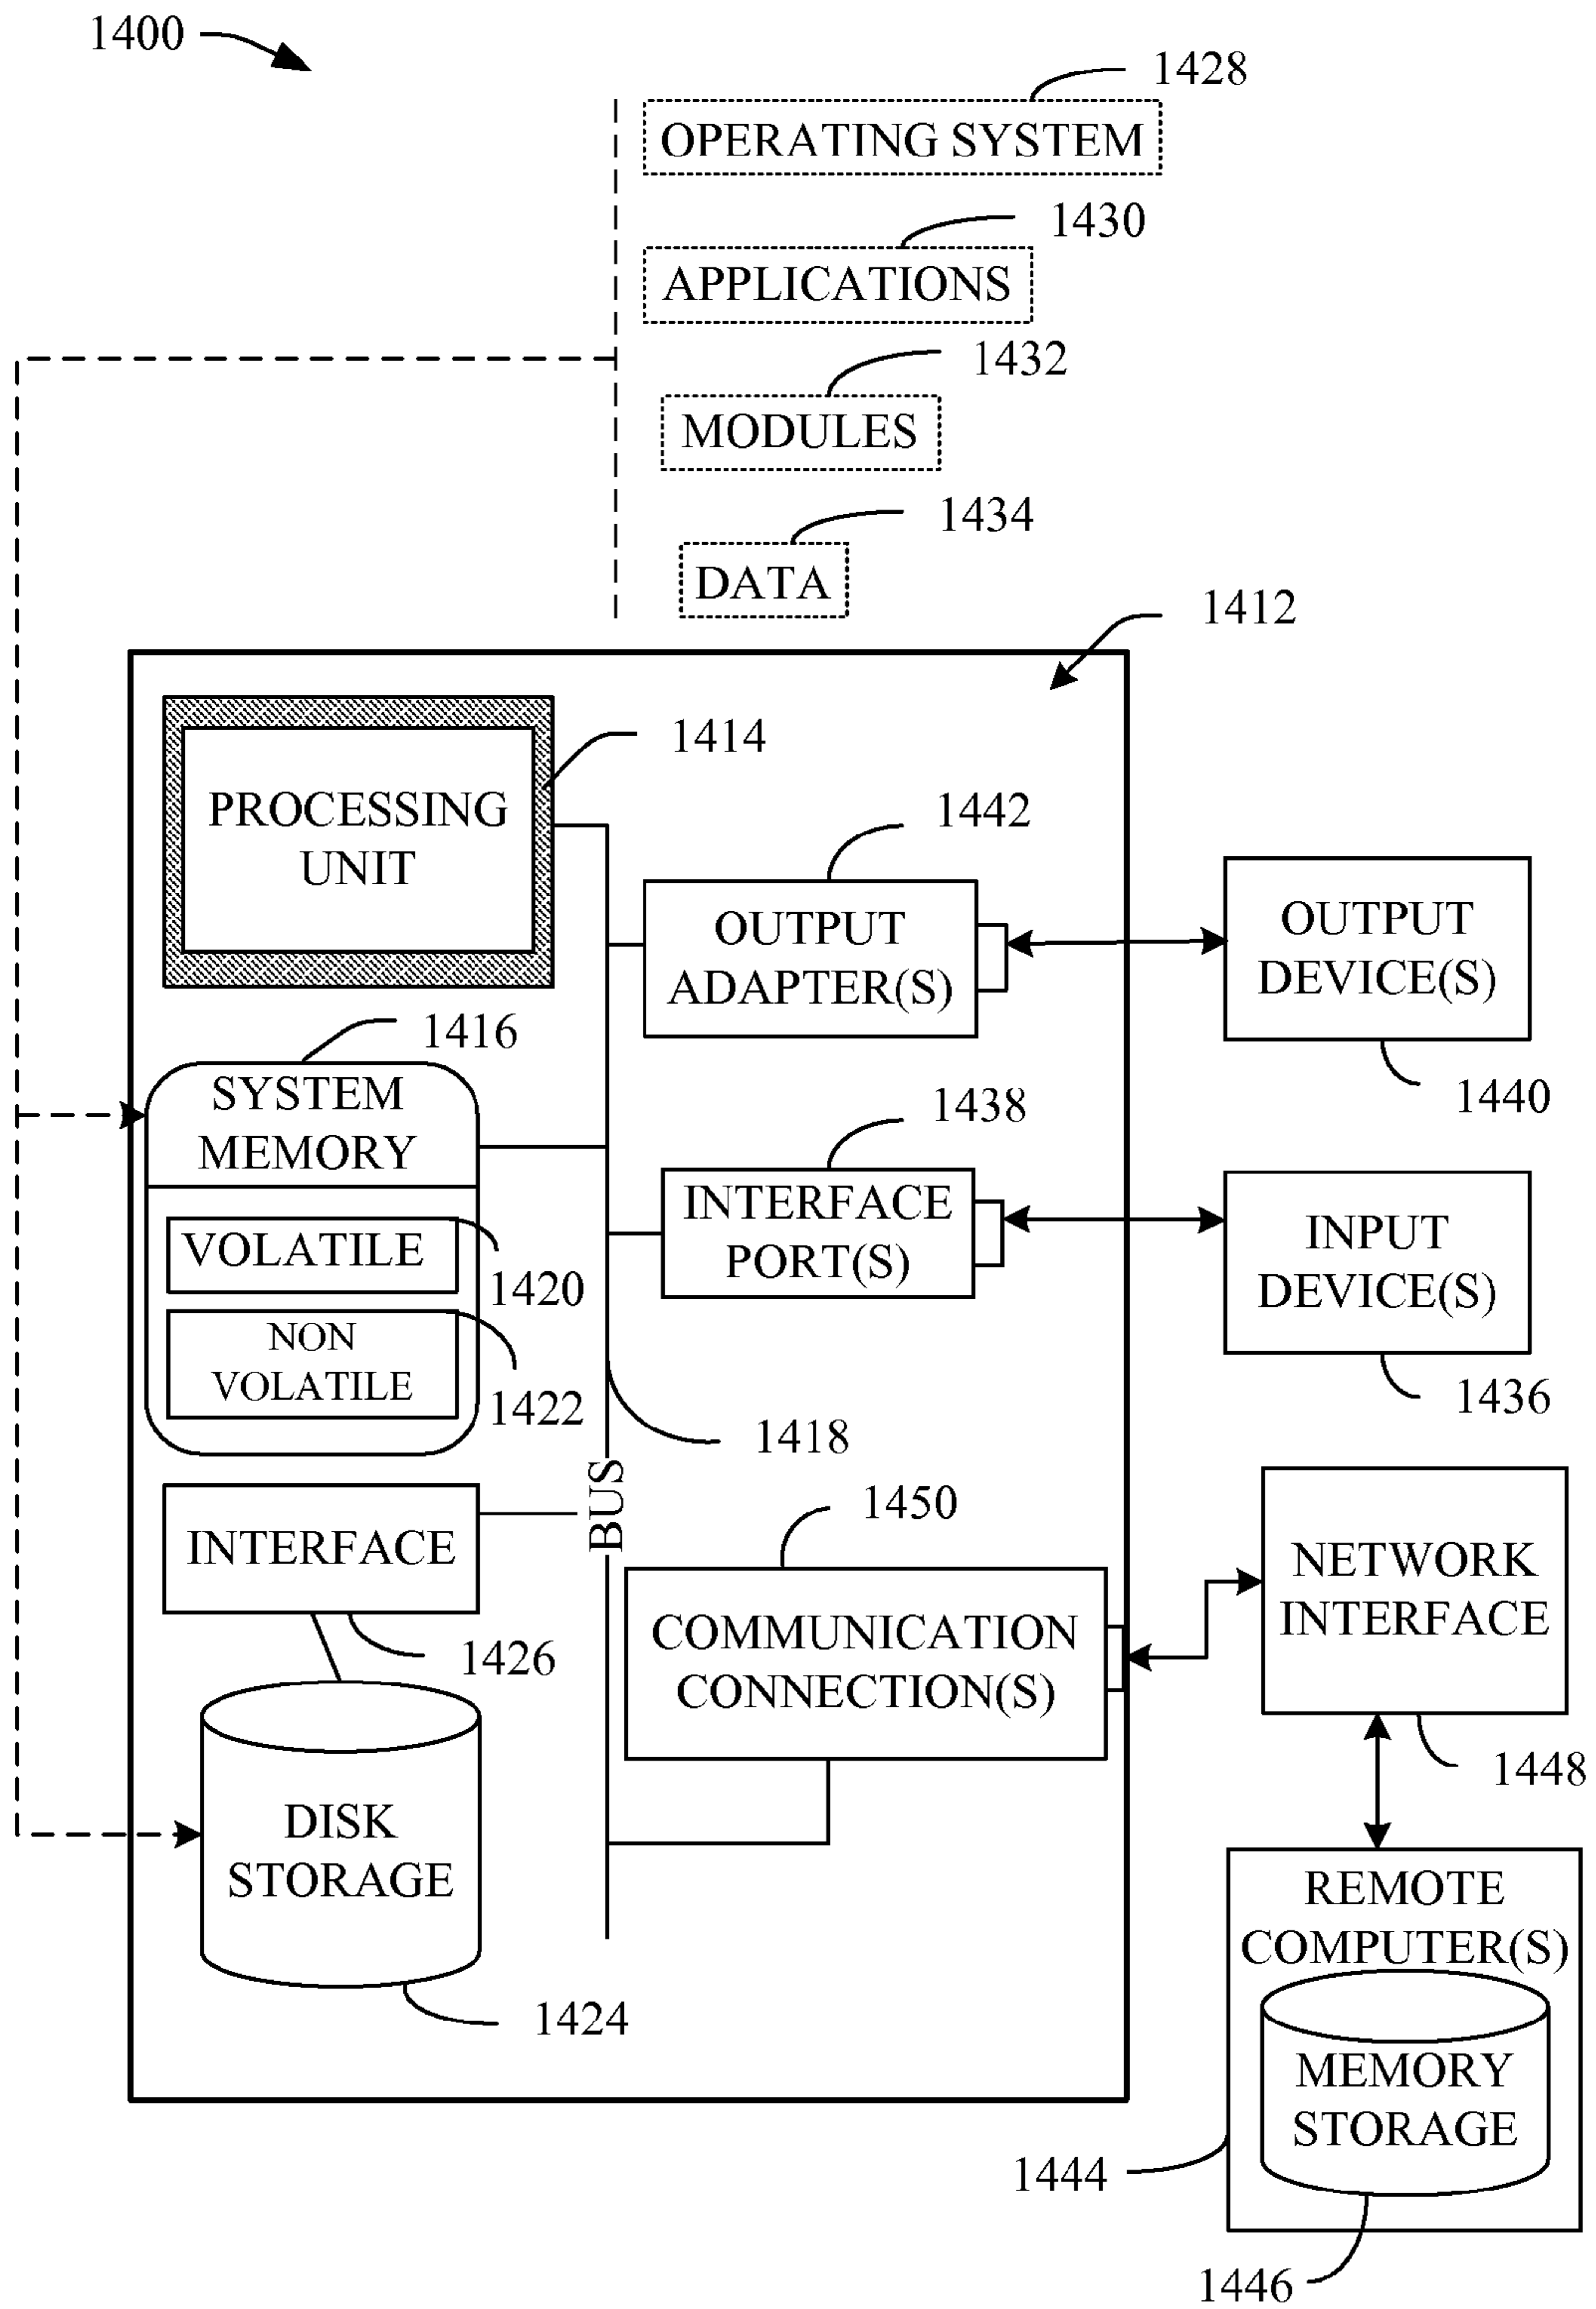 1400
1428
OPERATING SYSTEM
1430
APPLICATIONS
1432
MODULES
1434
DATA
1412
1414
PROCESSING
UNIT
1442
OUTPUT
ADAPTER(S)
OUTPUT
DEVICE(S)
1440
1416
SYSTEM
MEMORY
VOLATILE
1420
NON
VOLATILE
1422
1438
INTERFACE
PORT(S)
INPUT
DEVICE(S)
1436
1418
BUS
INTERFACE
1426
1450
COMMUNICATION
CONNECTION(S)
NETWORK
INTERFACE
1448
DISK
STORAGE
1424
REMOTE
COMPUTER(S)
MEMORY
STORAGE
1444
1446